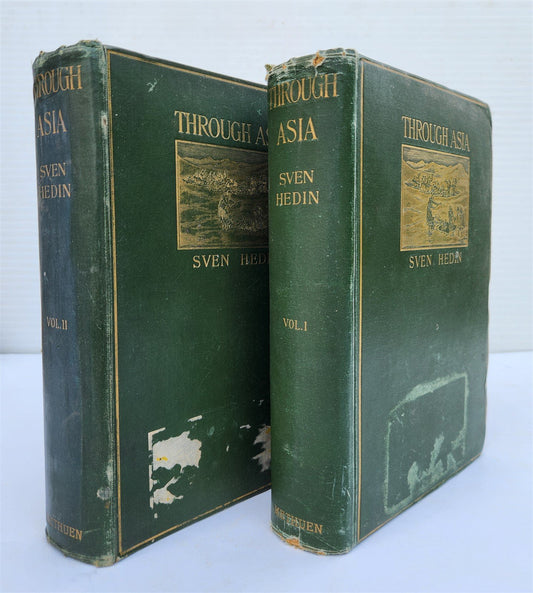 THROUGH
ASIA
SVEN
HEDIN
VOL.II
METHUEN
THROUGH ASIA
SVEN HEDIN
THROUGH
ASIA
SVEN
HEDIN
VOL.I
METHUEN
THROUGH ASIA
SVEN HEDIN